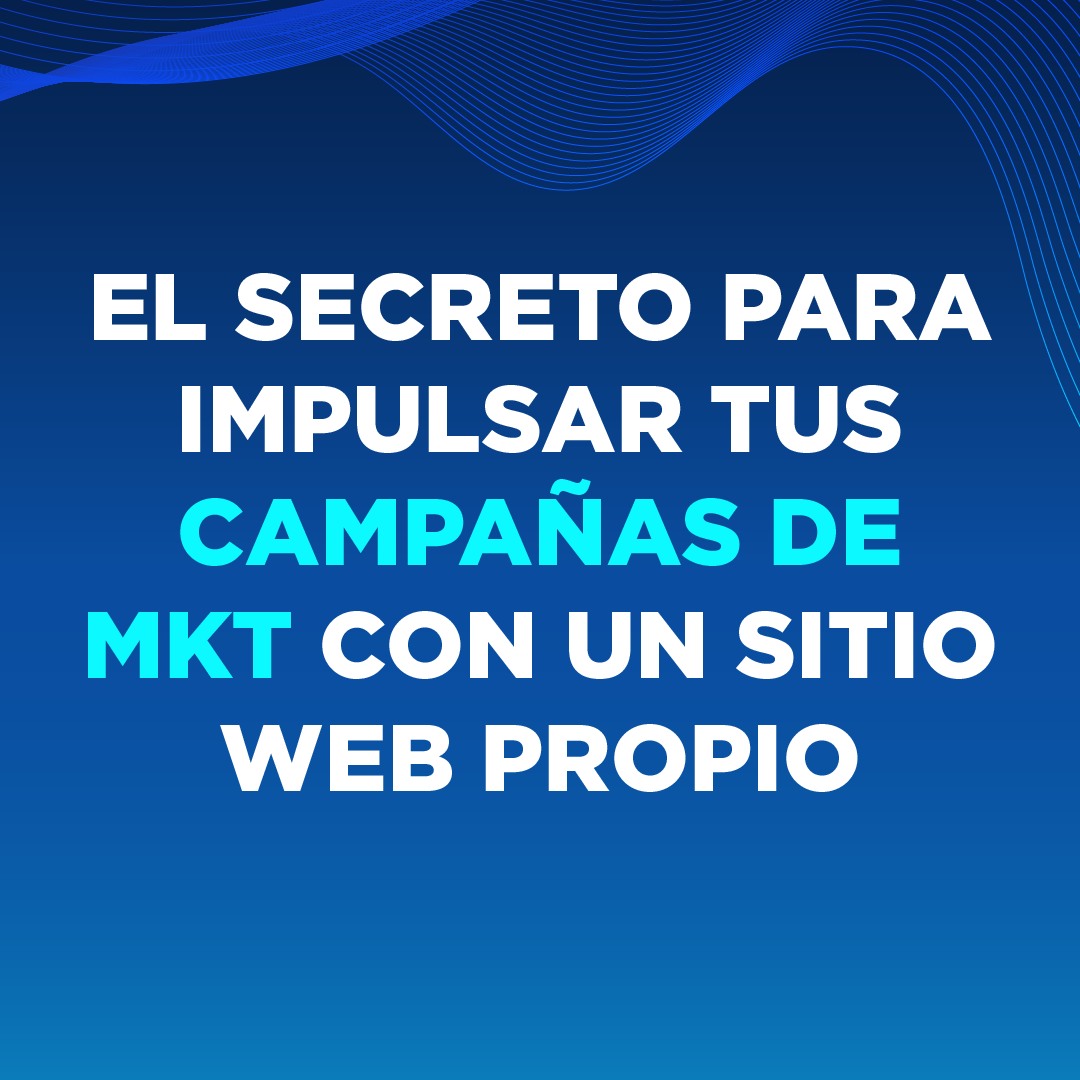 EL SECRETO PARA
IMPULSAR TUS
CAMPAÑAS DE
MKT CON UN SITIO
WEB PROPIO